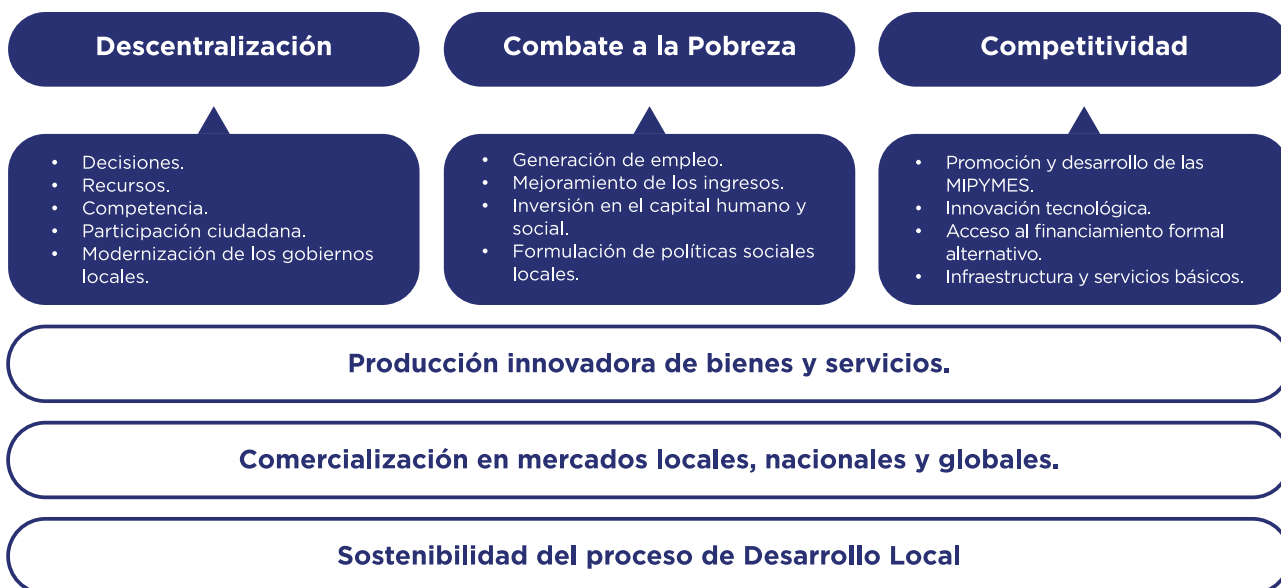 Descentralización
Combate a la Pobreza
Competitividad
• Decisiones.
• Recursos.
• Competencia.
• Participación ciudadana.
• Modernización de los gobiernos
locales.
• Generación de empleo.
• Mejoramiento de los ingresos.
• Inversión en el capital humano y
social.
• Formulación de políticas sociales
locales.
• Promoción y desarrollo de las
MIPYMES.
• Innovación tecnológica.
• Acceso al financiamiento formal
alternativo.
• Infraestructura y servicios básicos.
Producción innovadora de bienes y servicios.
Comercialización en mercados locales, nacionales y globales.
Sostenibilidad del proceso de Desarrollo Local